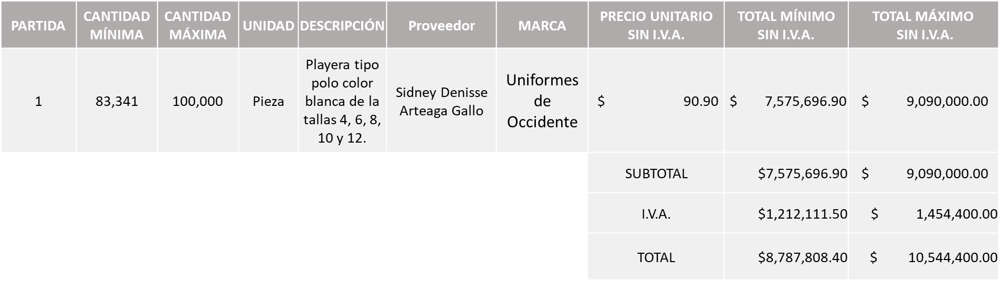 PARTIDA
CANTIDAD
MÍNIMA
CANTIDAD
MÁXIMA
UNIDAD
DESCRIPCIÓN
Proveedor
MARCA
PRECIO UNITARIO
SIN I.V.A.
TOTAL MÍNIMO
SIN I.V.A.
TOTAL MÁXIMO
SIN I.V.A.
1
83,341
100,000
Pieza
Playera tipo
polo color
blanca de la
tallas 4, 6, 8,
10 y 12.
Sidney Denisse
Arteaga Gallo
Uniformes
de
Occidente
$ 90.90
$ 7,575,696.90
$ 9,090,000.00
SUBTOTAL
$7,575,696.90
$ 9,090,000.00
I.V.A.
$1,212,111.50
$ 1,454,400.00
TOTAL
$8,787,808.40
$ 10,544,400.00